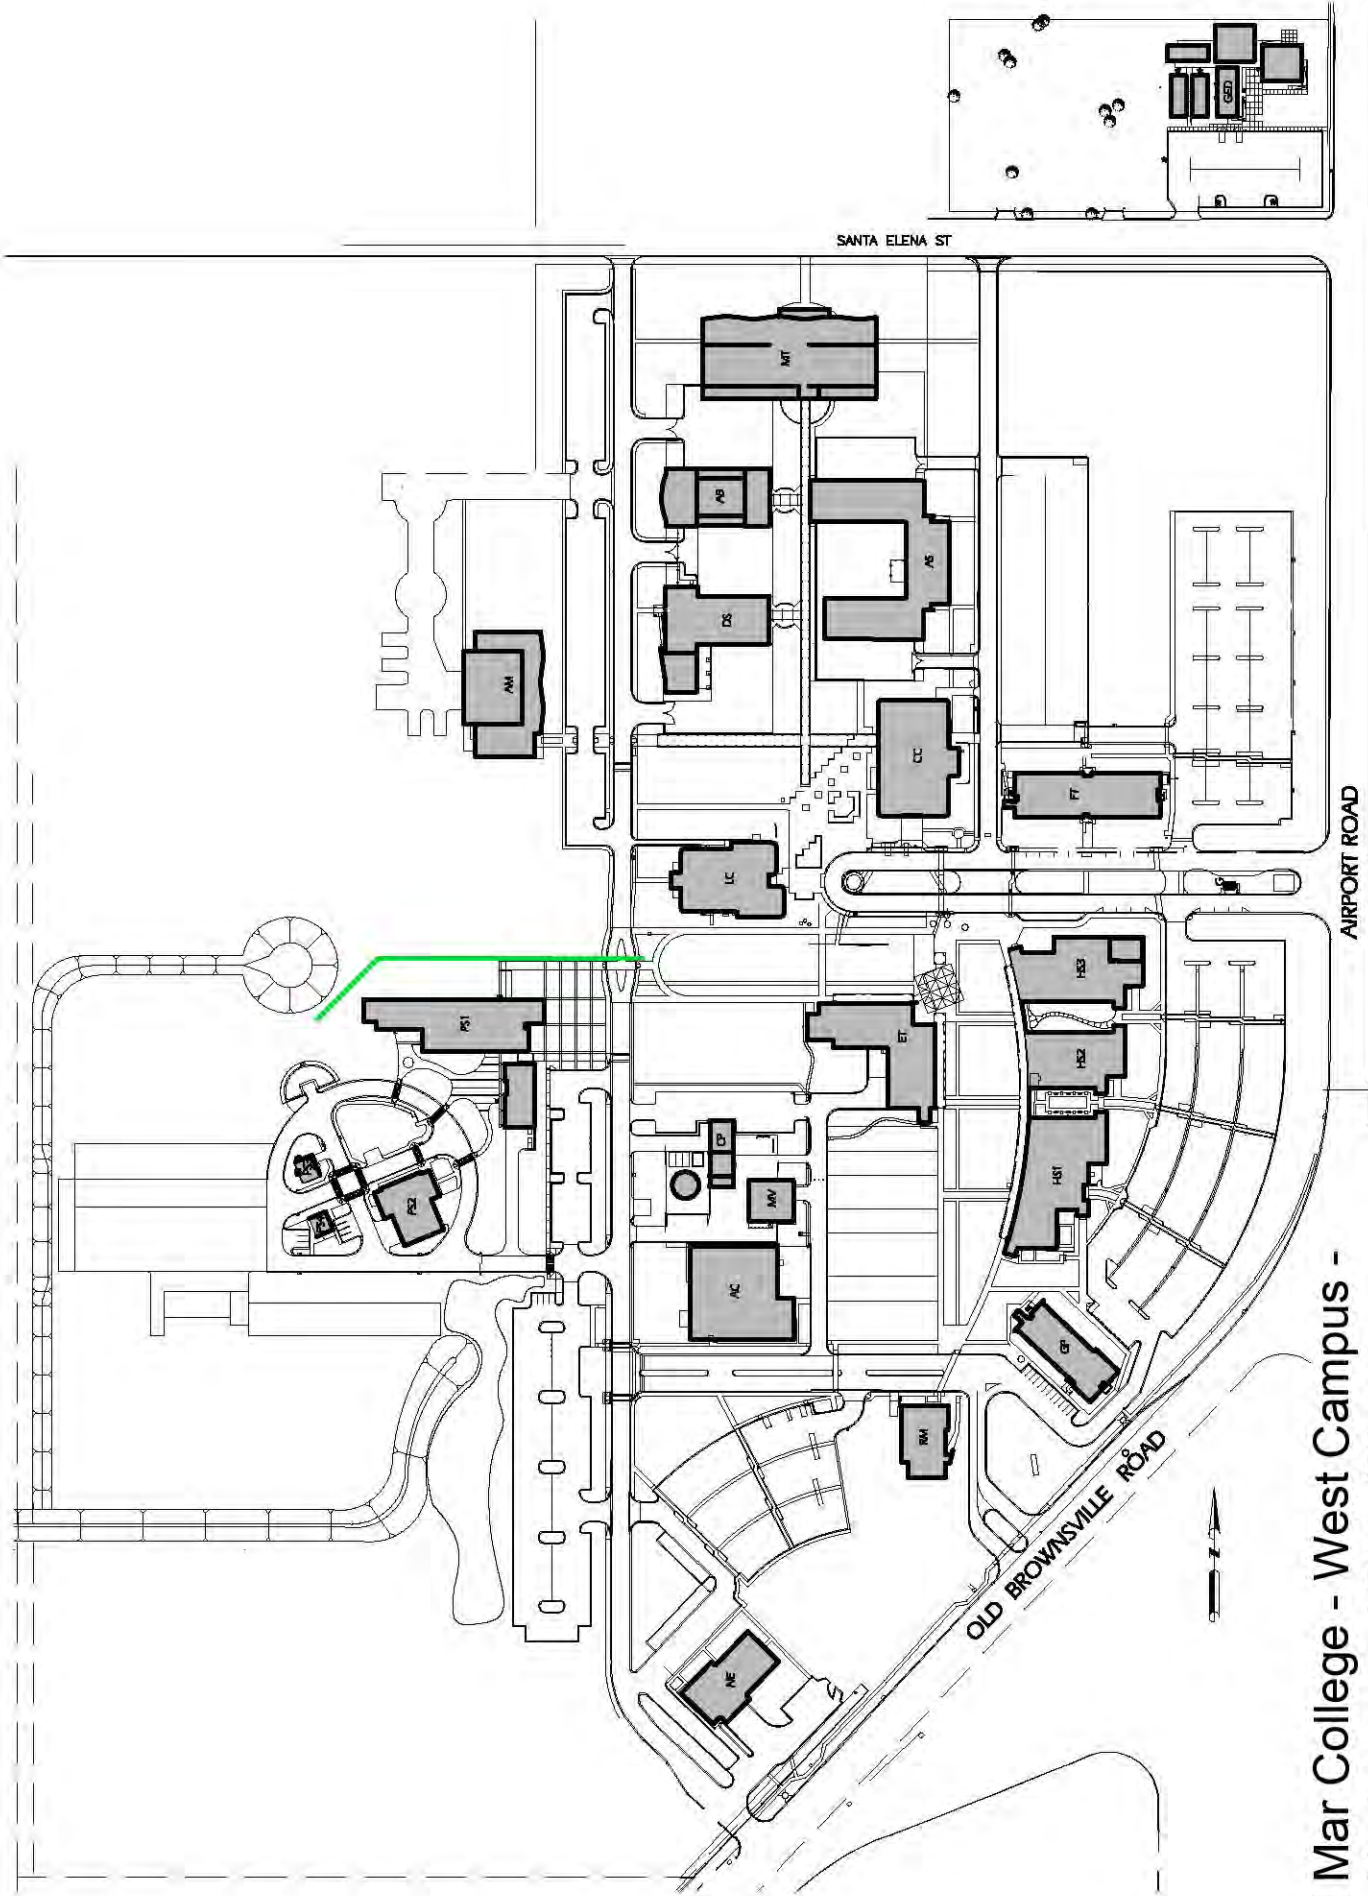 SANTA ELENA ST
GED
MT
AB
AS
DS
AM
CC
FT
LC
G
AIRPORT ROAD
PS1
ET
HS3
HS2
CP
MV
HS1
PS2
AC
GP
RM
OLD BROWNSVILLE ROAD
N
NE
Mar College - West Campus -